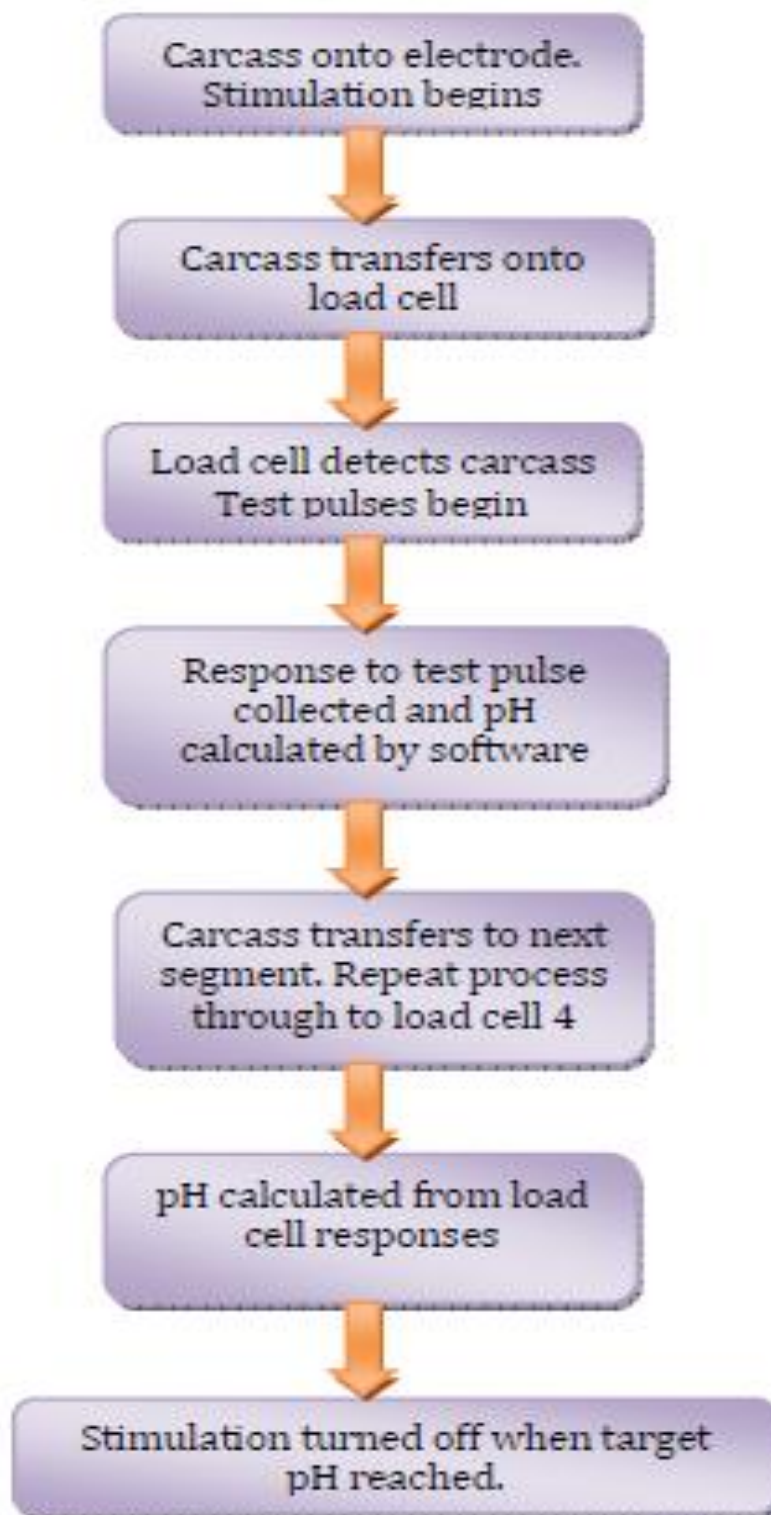 Carcass onto electrode.
Stimulation begins
Carcass transfers onto
load cell
Load cell detects carcass
Test pulses begin
Response to test pulse
collected and pH
calculated by software
Carcass transfers to next
segment. Repeat process
through to load cell 4
pH calculated from load
cell responses
Stimulation turned off when target
pH reached.